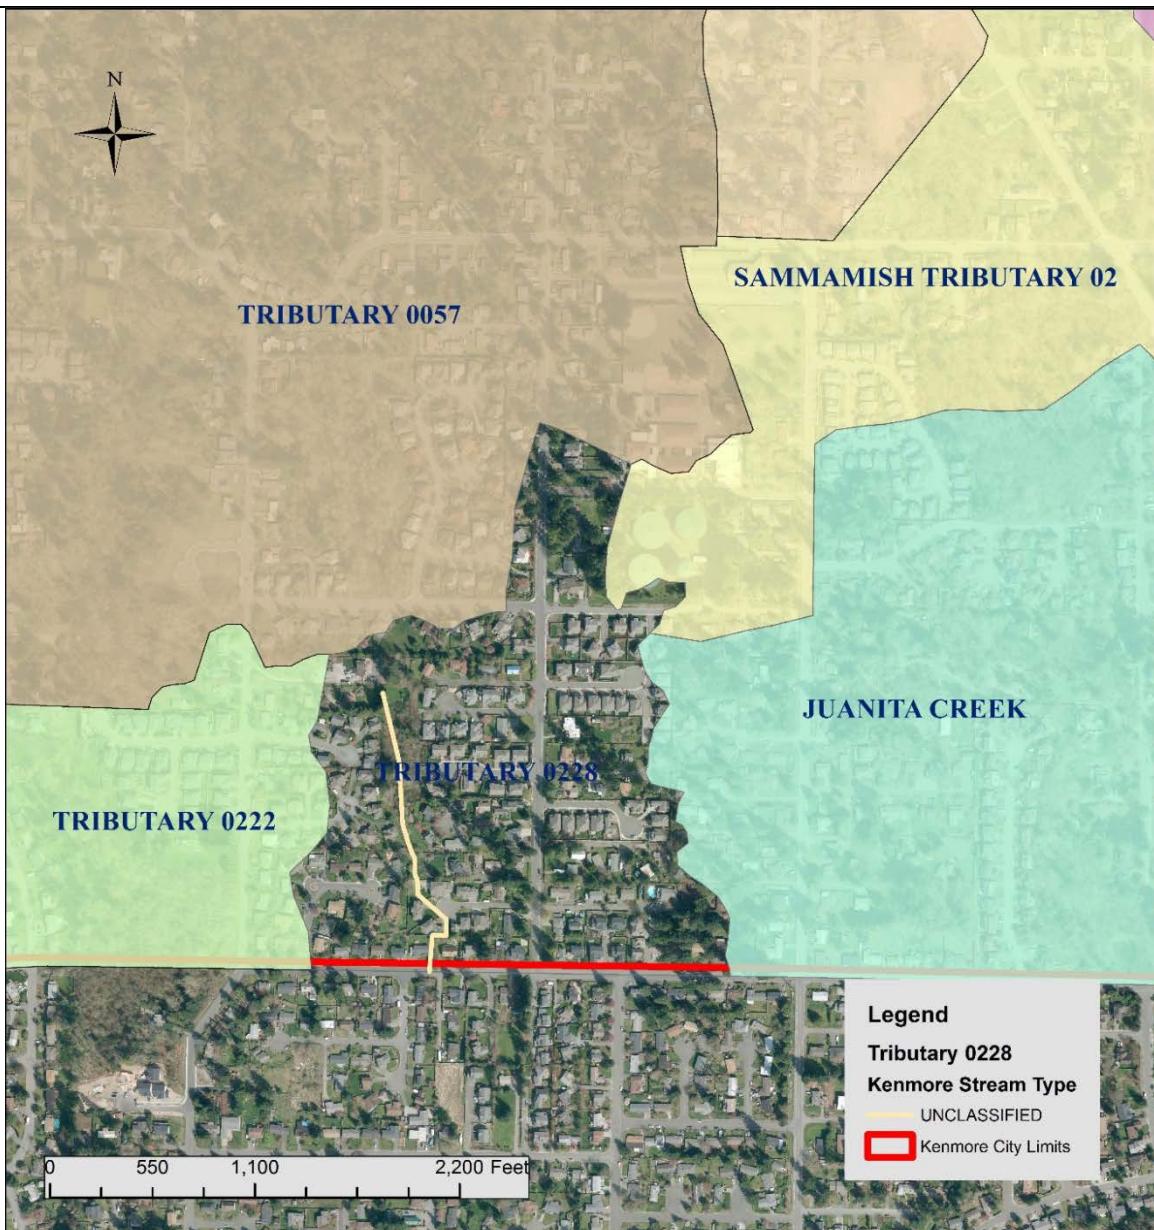 N
SAMMAMISH TRIBUTARY 02
TRIBUTARY 0057
JUANITA CREEK
TRIBUTARY 0228
TRIBUTARY 0222
Legend
Tributary 0228
Kenmore Stream Type
UNCLASSIFIED
Kenmore City Limits
0 550 1,100 2,200 Feet